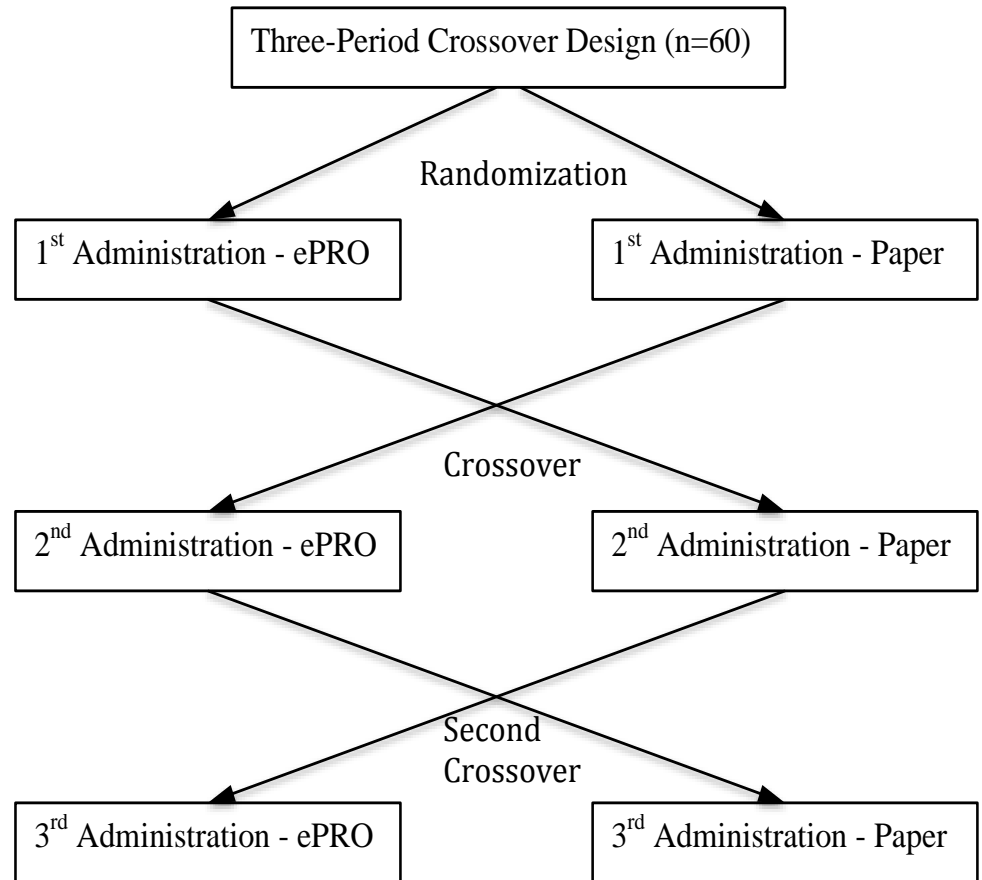 Three-Period Crossover Design (n=60)
Randomization
1st Administration - ePRO
1st Administration - Paper
Crossover
2nd Administration - ePRO
2nd Administration - Paper
Second
Crossover
3rd Administration - ePRO
3rd Administration - Paper